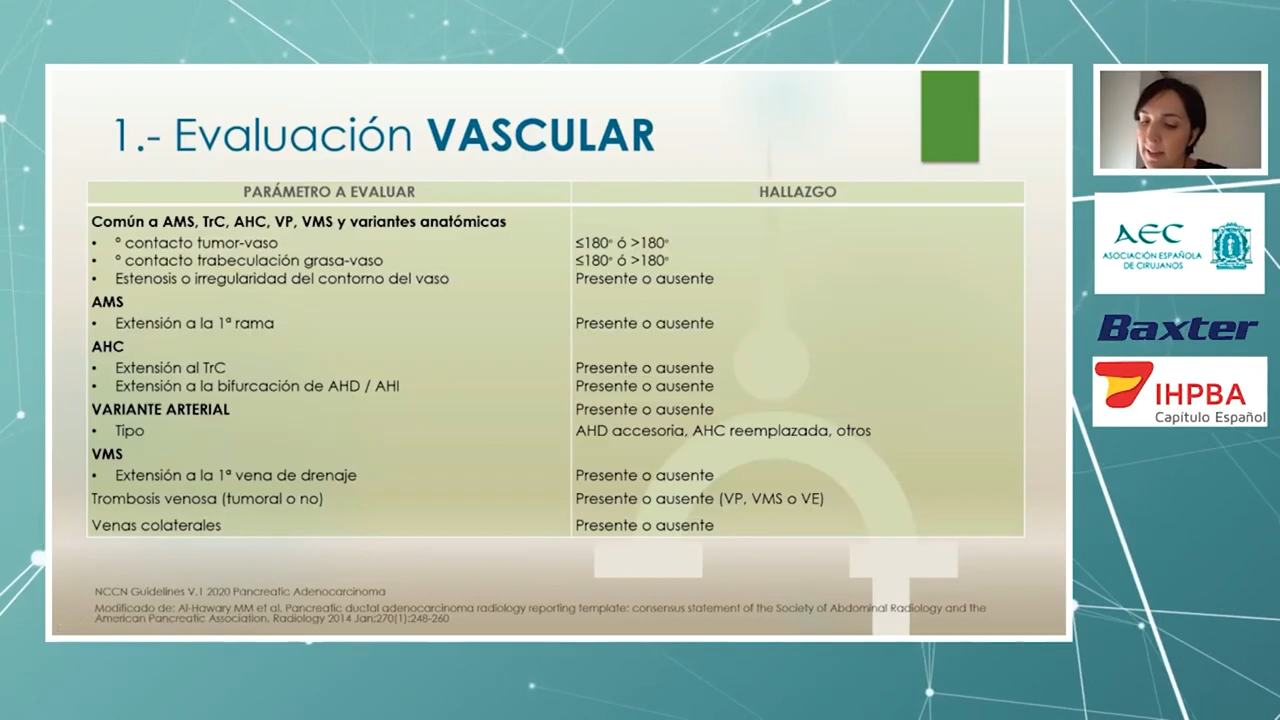 1.- Evaluación VASCULAR
PARÁMETRO A EVALUAR HALLAZGO
Común a AMS, TrC, AHC, VP, VMS y variantes anatómicas
• º contacto tumor-vaso ≤180º ó >180º
• º contacto trabeculación grasa-vaso ≤180º ó >180º
• Estenosis o irregularidad del contorno del vaso Presente o ausente
AMS
• Extensión a la 1ª rama Presente o ausente
AHC
• Extensión al TrC Presente o ausente
• Extensión a la bifurcación de AHD / AHI Presente o ausente
VARIANTE ARTERIAL Presente o ausente
• Tipo AHD accesoria, AHC reemplazada, otros
VMS
• Extensión a la 1ª vena de drenaje Presente o ausente
Trombosis venosa (tumoral o no) Presente o ausente (VP, VMS o VE)
Venas colaterales Presente o ausente
NCCN Guidelines V.1 2020 Pancreatic Adenocarcinoma
Modificado de: Al-Hawary MM et al. Pancreatic ductal adenocarcinoma radiology reporting template: consensus statement of the Society of Abdominal Radiology and the
American Pancreatic Association. Radiology 2014 Jan;270(1):248-260
AEC
ASOCIACIÓN ESPAÑOLA
DE CIRUJANOS
Baxter
IHPBA
Capítulo Español